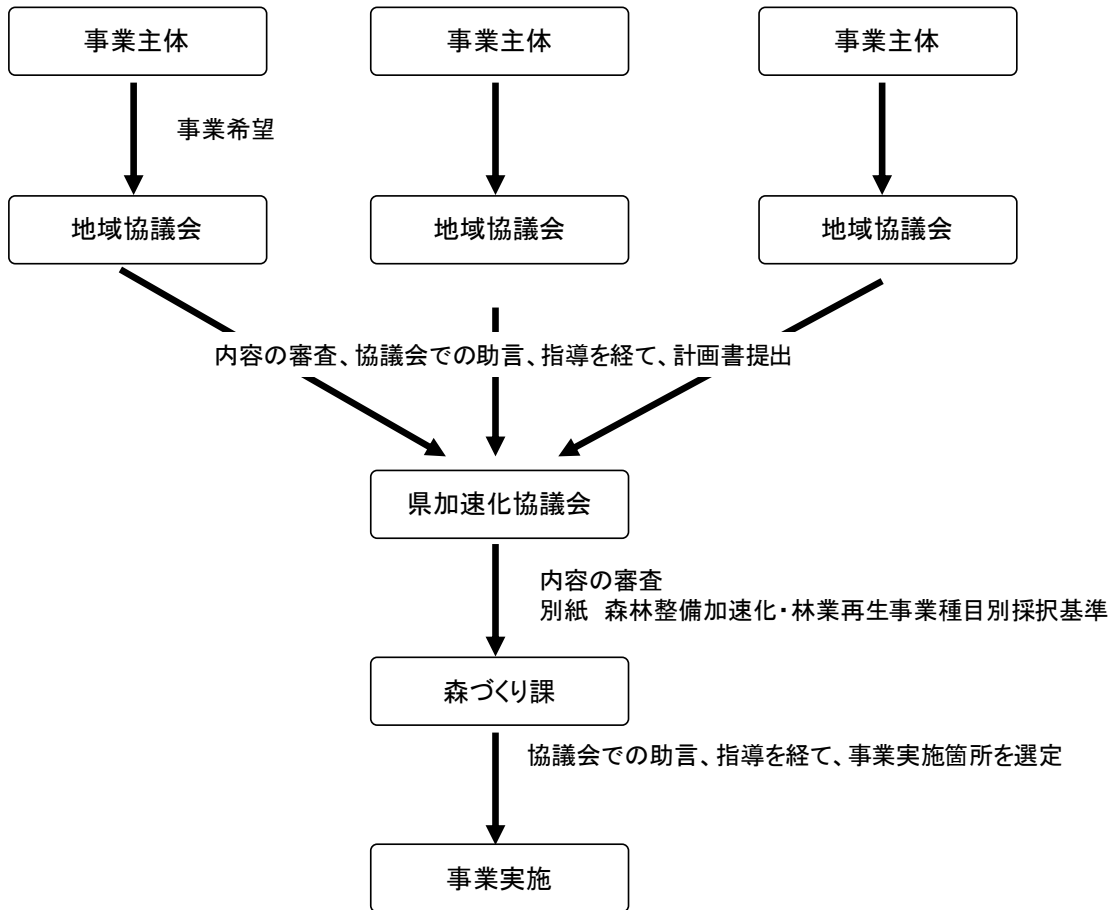 事業主体
事業主体
事業主体
事業希望
地域協議会
地域協議会
地域協議会
内容の審査、協議会での助言、指導を経て、計画書提出
県加速化協議会
内容の審査
別紙　森林整備加速化・林業再生事業種目別採択基準
森づくり課
協議会での助言、指導を経て、事業実施箇所を選定
事業実施